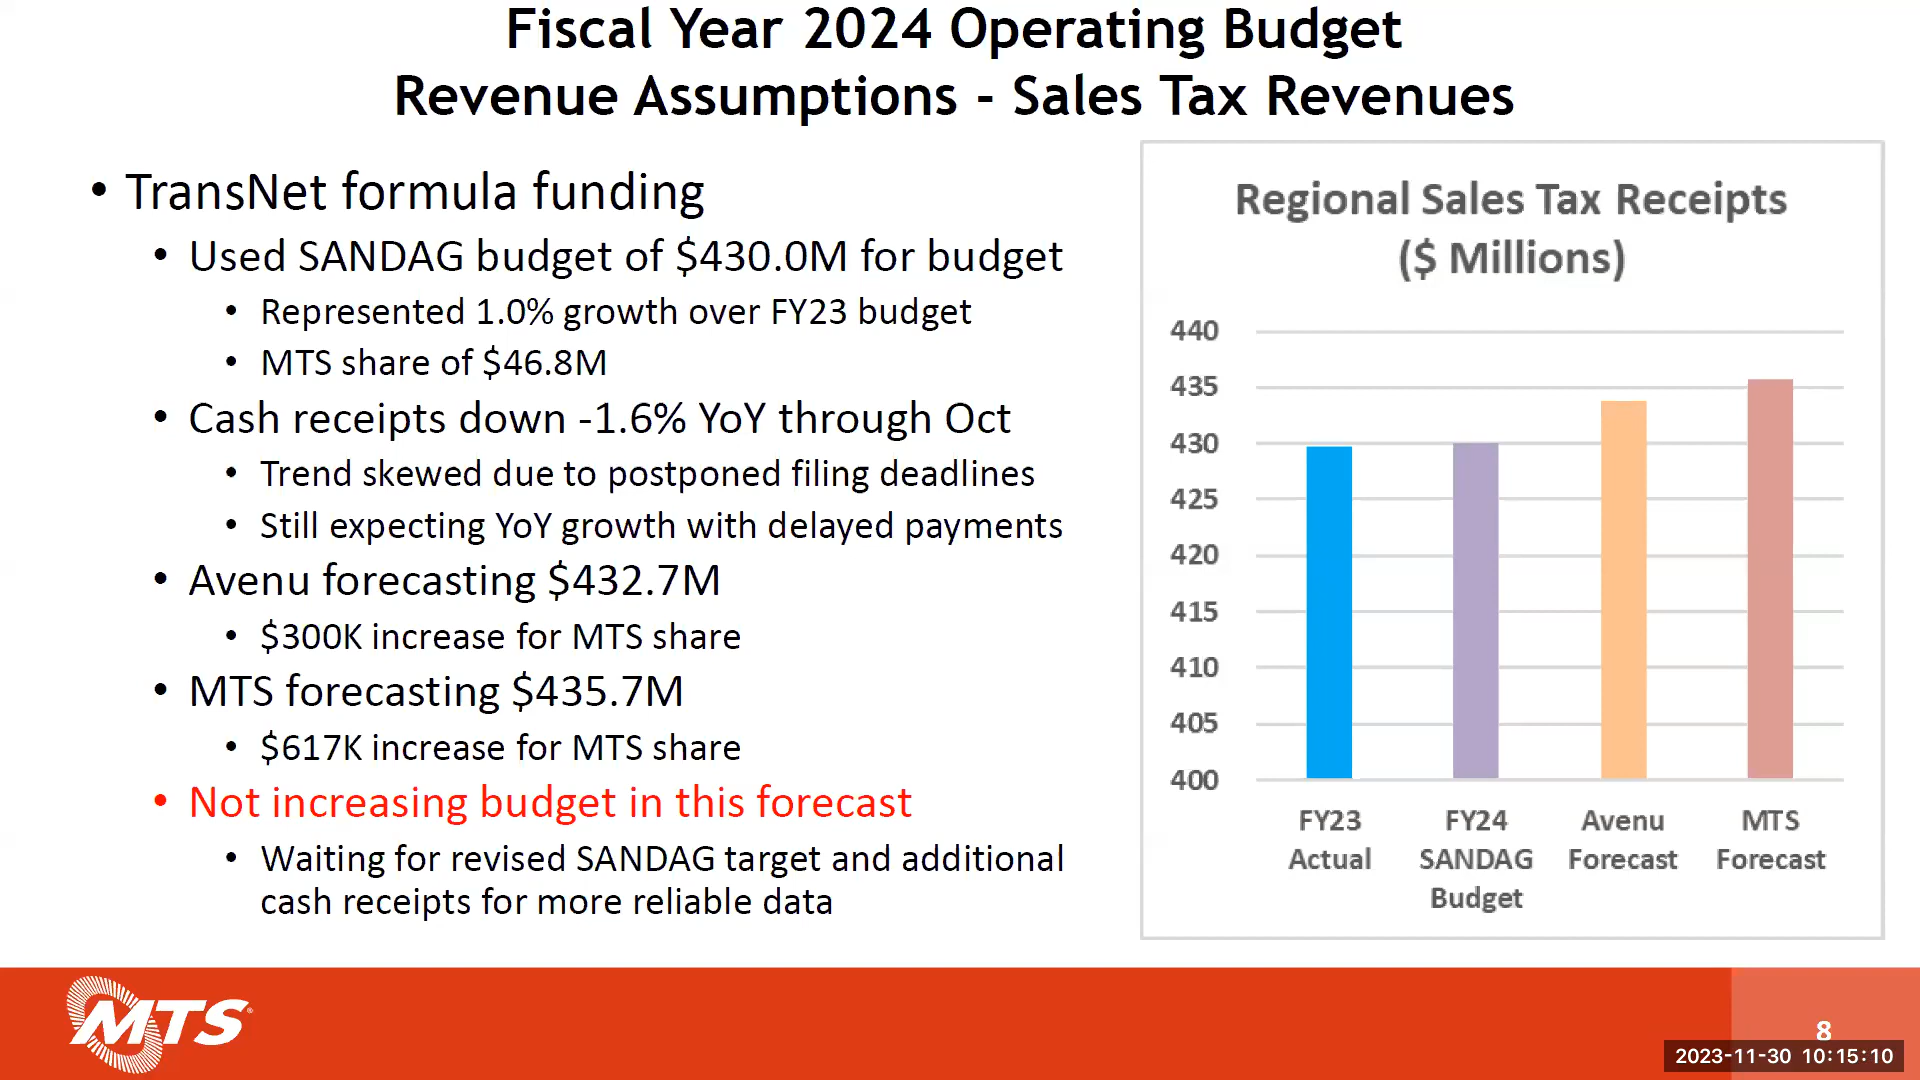 Fiscal Year 2024 Operating Budget
Revenue Assumptions - Sales Tax Revenues
• TransNet formula funding
• Used SANDAG budget of $430.0M for budget
• Represented 1.0% growth over FY23 budget
• MTS share of $46.8M
• Cash receipts down -1.6% YoY through Oct
• Trend skewed due to postponed filing deadlines
• Still expecting YoY growth with delayed payments
• Avenu forecasting $432.7M
• $300K increase for MTS share
• MTS forecasting $435.7M
• $617K increase for MTS share
• Not increasing budget in this forecast
• Waiting for revised SANDAG target and additional
cash receipts for more reliable data
Regional Sales Tax Receipts
($ Millions)
440
435
430
425
420
415
410
405
400
FY23
Actual
FY24
SANDAG
Budget
Avenu
Forecast
MTS
Forecast
MTS
8
2023-11-30 10:15:10